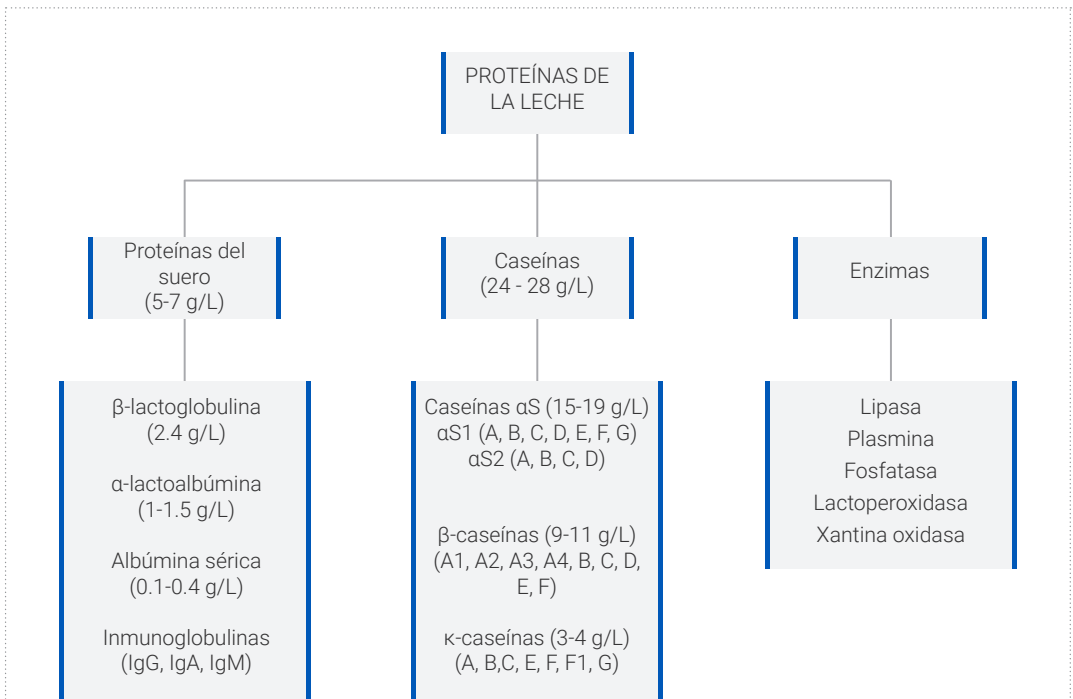 PROTEÍNAS DE
LA LECHE
Proteínas del
suero
(5-7 g/L)
Caseínas
(24 - 28 g/L)
Enzimas
β-lactoglobulina
(2.4 g/L)
α-lactoalbúmina
(1-1.5 g/L)
Albúmina sérica
(0.1-0.4 g/L)
Inmunoglobulinas
(IgG, IgA, IgM)
Caseínas αS (15-19 g/L)
αS1 (A, B, C, D, E, F, G)
αS2 (A, B, C, D)
β-caseínas (9-11 g/L)
(A1, A2, A3, A4, B, C, D,
E, F)
κ-caseínas (3-4 g/L)
(A, B,C, E, F, F1, G)
Lipasa
Plasmina
Fosfatasa
Lactoperoxidasa
Xantina oxidasa